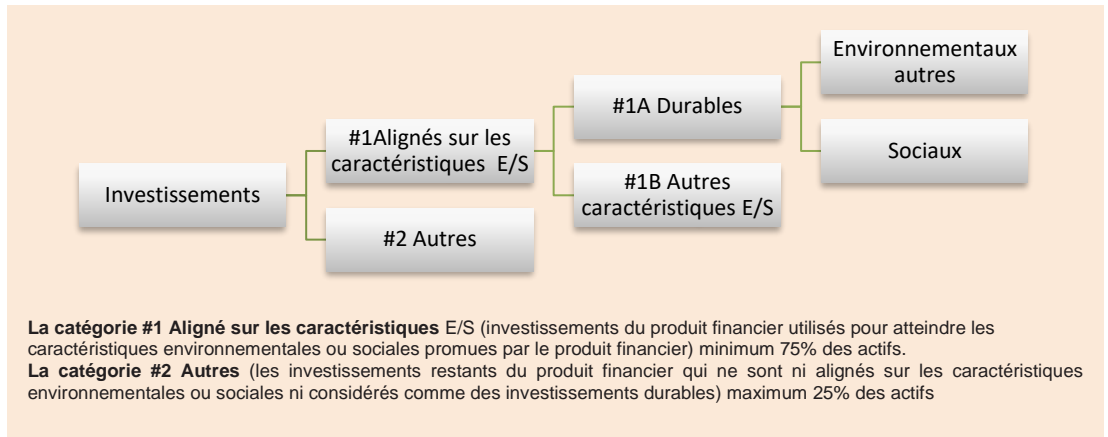 Environnementaux
autres
#1A Durables
#1Alignés sur les
caractéristiques E/S
Sociaux
Investissements
#1B Autres
caractéristiques E/S
#2 Autres
La catégorie #1 Aligné sur les caractéristiques E/S (investissements du produit financier utilisés pour atteindre les
caractéristiques environnementales ou sociales promues par le produit financier) minimum 75% des actifs.
La catégorie #2 Autres (les investissements restants du produit financier qui ne sont ni alignés sur les caractéristiques
environnementales ou sociales ni considérés comme des investissements durables) maximum 25% des actifs